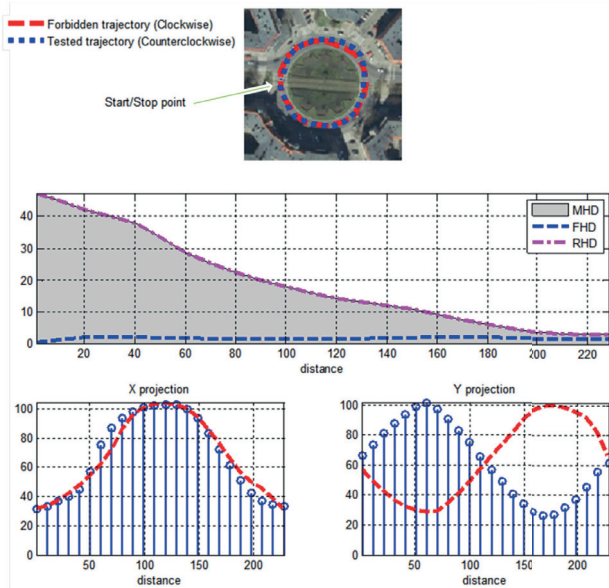 Forbidden trajectory (Clockwise)
Tested trajectory (Counterclockwise)
Start/Stop point
40
30
20
10
0
MHD
FHD
RHD
20 40 60 80 100 120 140 160 180 200 220
distance
X projection
100
80
60
40
20
0
50 100 150 200
distance
Y projection
100
80
60
40
20
0
50 100 150 200
distance